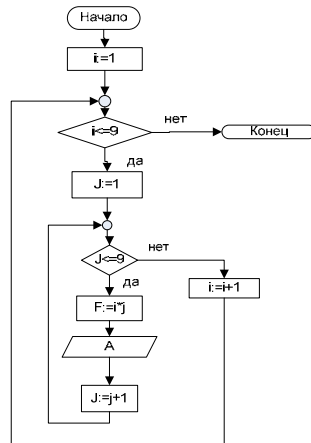 Начало
i:=1
i<=9
нет
Конец
да
J:=1
J<=9
нет
да
F:=i*j
i:=i+1
A
J:=j+1